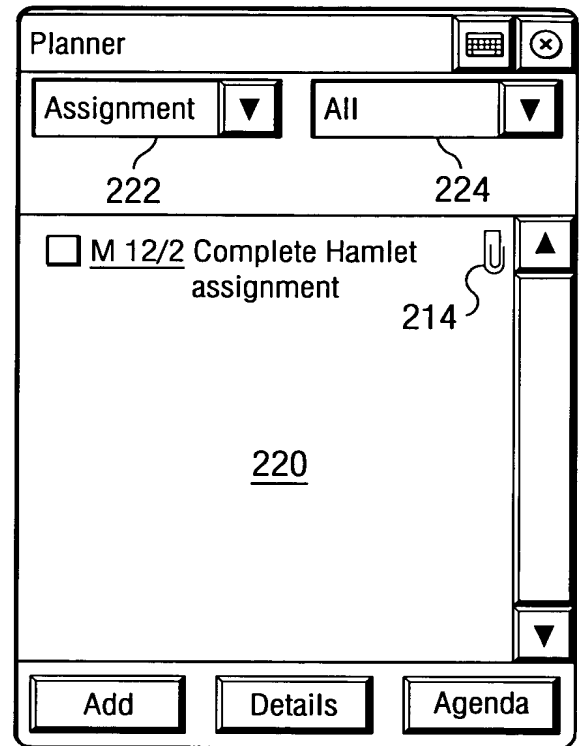 Planner
Assignment
All
222
224
M 12/2 Complete Hamlet
assignment
214
220
Add
Details
Agenda